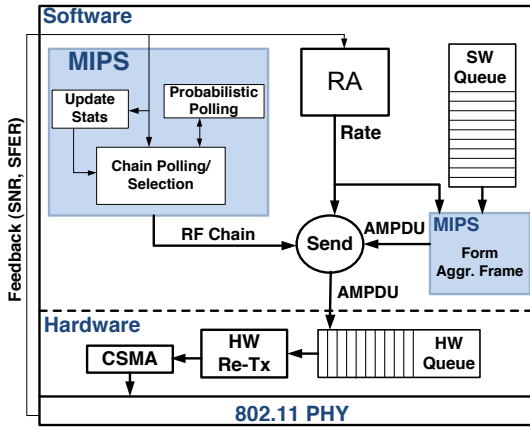 Software
MIPS
Update
Stats
Probabilistic
Polling
Chain Polling/
Selection
RA
Rate
SW
Queue
RF Chain
Send
AMPDU
MIPS
Form
Aggr. Frame
AMPDU
Feedback (SNR, SFER)
Hardware
CSMA
HW
Re-Tx
HW
Queue
802.11 PHY